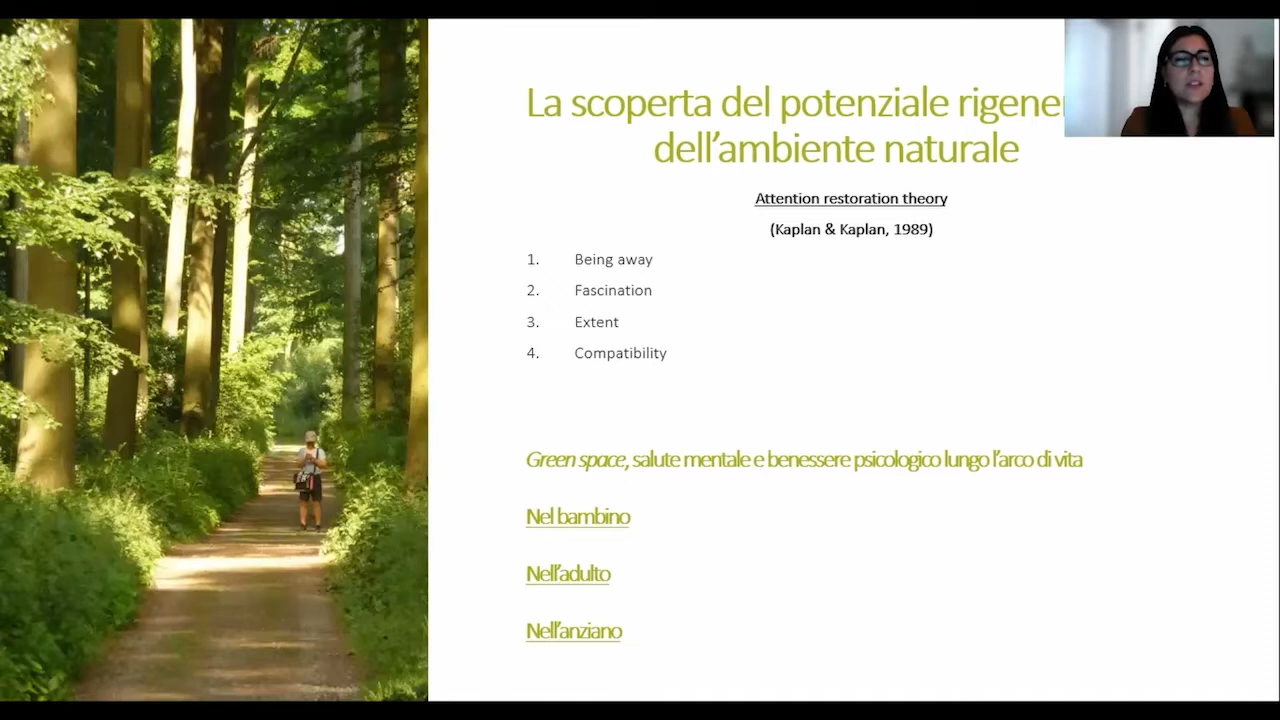 La scoperta del potenziale
dell'ambiente naturale
Attention restoration theory
(Kaplan & Kaplan, 1989)
1. Being away
2. Fascination
3. Extent
4. Compatibility
Green space, salute mentale e benessere psicologico lungo l'arco di vita
Nel bambino
Nell'adulto
Nell'anziano